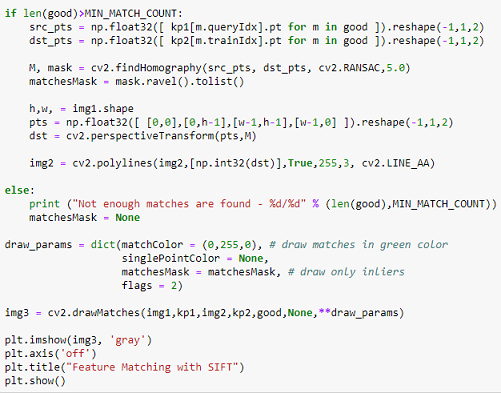 if len(good)>MIN_MATCH_COUNT:
    src_pts = np.float32([ kp1[m.queryIdx].pt for m in good ]).reshape(-1,1,2)
    dst_pts = np.float32([ kp2[m.trainIdx].pt for m in good ]).reshape(-1,1,2)

    M, mask = cv2.findHomography(src_pts, dst_pts, cv2.RANSAC,5.0)
    matchesMask = mask.ravel().tolist()

    h,w, = img1.shape
    pts = np.float32([ [0,0],[0,h-1],[w-1,h-1],[w-1,0] ]).reshape(-1,1,2)
    dst = cv2.perspectiveTransform(pts,M)

    img2 = cv2.polylines(img2,[np.int32(dst)],True,255,3, cv2.LINE_AA)

else:
    print ("Not enough matches are found - %d/%d" % (len(good),MIN_MATCH_COUNT))
    matchesMask = None

draw_params = dict(matchColor = (0,255,0), # draw matches in green color
                   singlePointColor = None,
                   matchesMask = matchesMask, # draw only inliers
                   flags = 2)

img3 = cv2.drawMatches(img1,kp1,img2,kp2,good,None,**draw_params)

plt.imshow(img3, 'gray')
plt.axis('off')
plt.title("Feature Matching with SIFT")
plt.show()